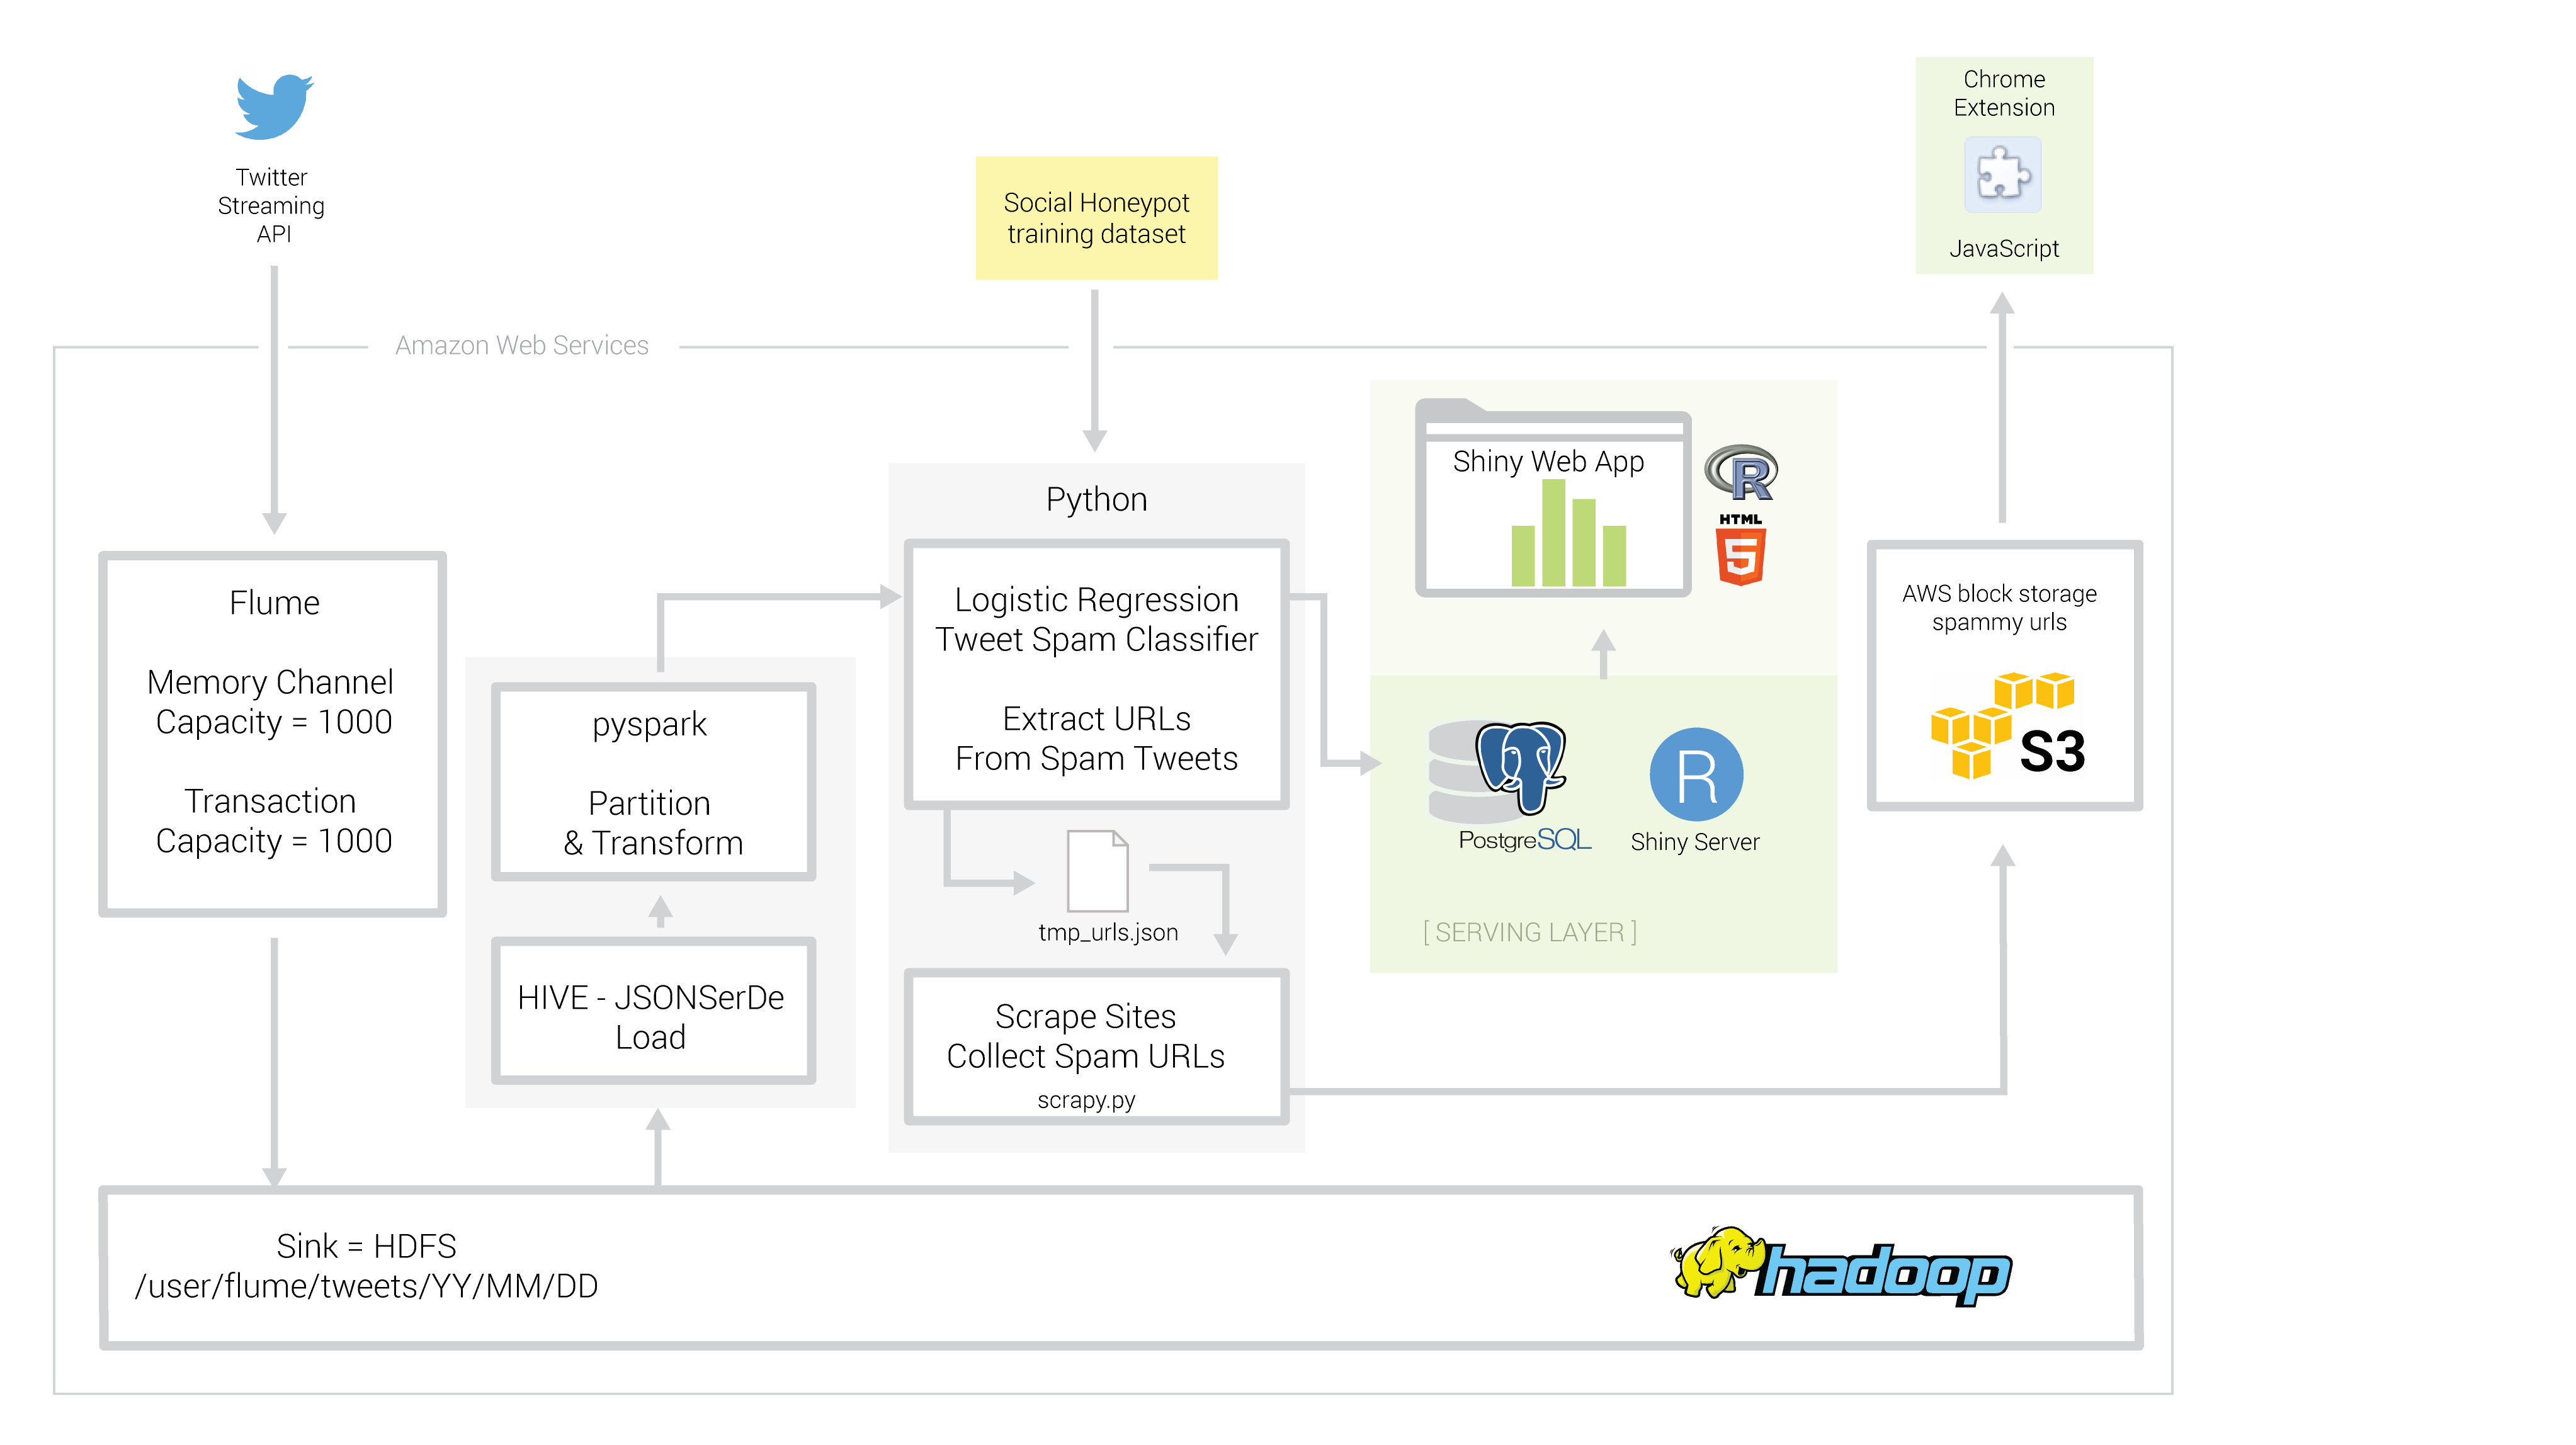 Twitter
Streaming
API
Social Honeypot
training dataset
Chrome
Extension
JavaScript
Amazon Web Services
Flume
Memory Channel
Capacity = 1000
Transaction
Capacity = 1000
pyspark
Partition
& Transform
HIVE - JSONSerDe
Load
Python
Logistic Regression
Tweet Spam Classifier
Extract URLs
From Spam Tweets
tmp_urls.json
Scrape Sites
Collect Spam URLs
scrapy.py
Shiny Web App
R
HTML
5
PostgreSQL
R
Shiny Server
[ SERVING LAYER ]
AWS block storage
spammy urls
S3
Sink = HDFS
/user/flume/tweets/YY/MM/DD
hadoop